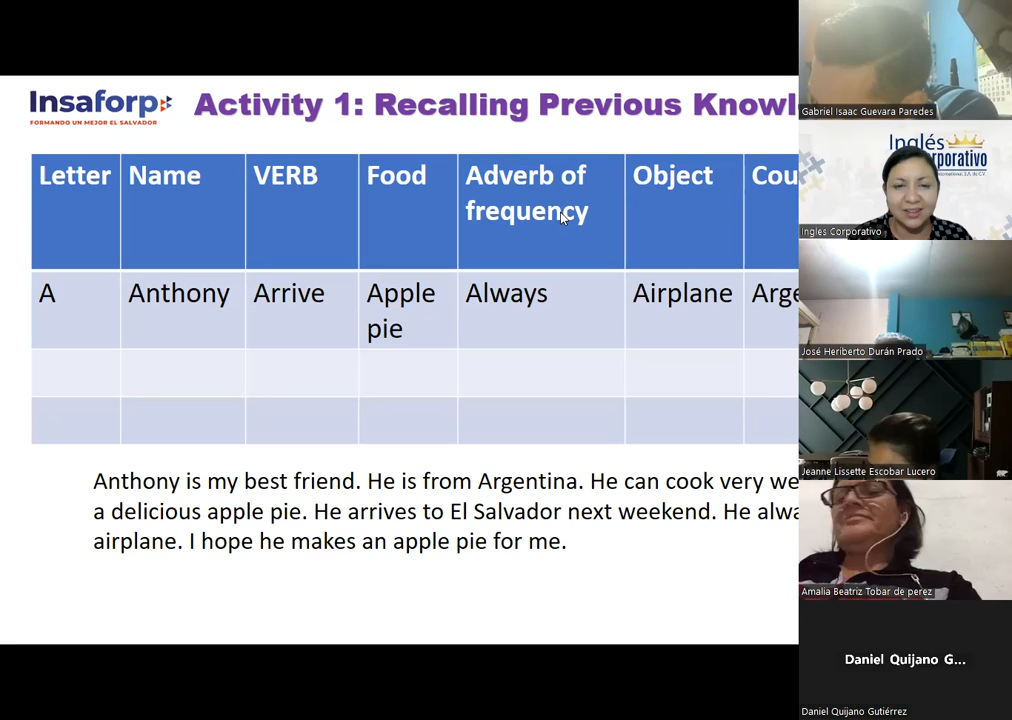 Insaforp
FORMANDO UN MEJOR EL SALVADOR
Activity 1: Recalling Previous Knowl
Letter Name VERB Food Adverb of frequency Object Cou
A Anthony Arrive Apple pie Always Airplane Arge
Anthony is my best friend. He is from Argentina. He can cook very we
a delicious apple pie. He arrives to El Salvador next weekend. He alwa
airplane. I hope he makes an apple pie for me.
Gabriel Isaac Guevara Paredes
Inglés
orporativo
International, S.A. de C.V.
Ingles Corporativo
José Heriberto Durán Prado
Jeanne Lissette Escobar Lucero
Amalia Beatriz Tobar de perez
Daniel Quijano G...
Daniel Quijano Gutiérrez